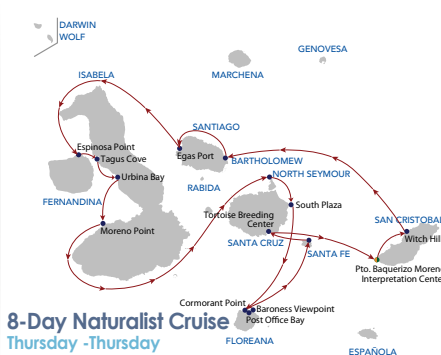 DARWIN
WOLF
GENOVESA
ISABELA
MARCHENA
SANTIAGO
Espinosa Point
Tagus Cove
Egas Port
BARTHOLOMEW
Urbina Bay
RABIDA
NORTH SEYMOUR
FERNANDINA
South Plaza
Tortoise Breeding
Center
SAN CRISTOBAL
Moreno Point
Witch Hill
SANTA CRUZ
SANTA FE
Pto. Baquerizo Moreno
Interpretation Center
Cormorant Point
Baroness Viewpoint
Post Office Bay
8-Day Naturalist Cruise
Thursday -Thursday
FLOREANA
ESPAÑOLA